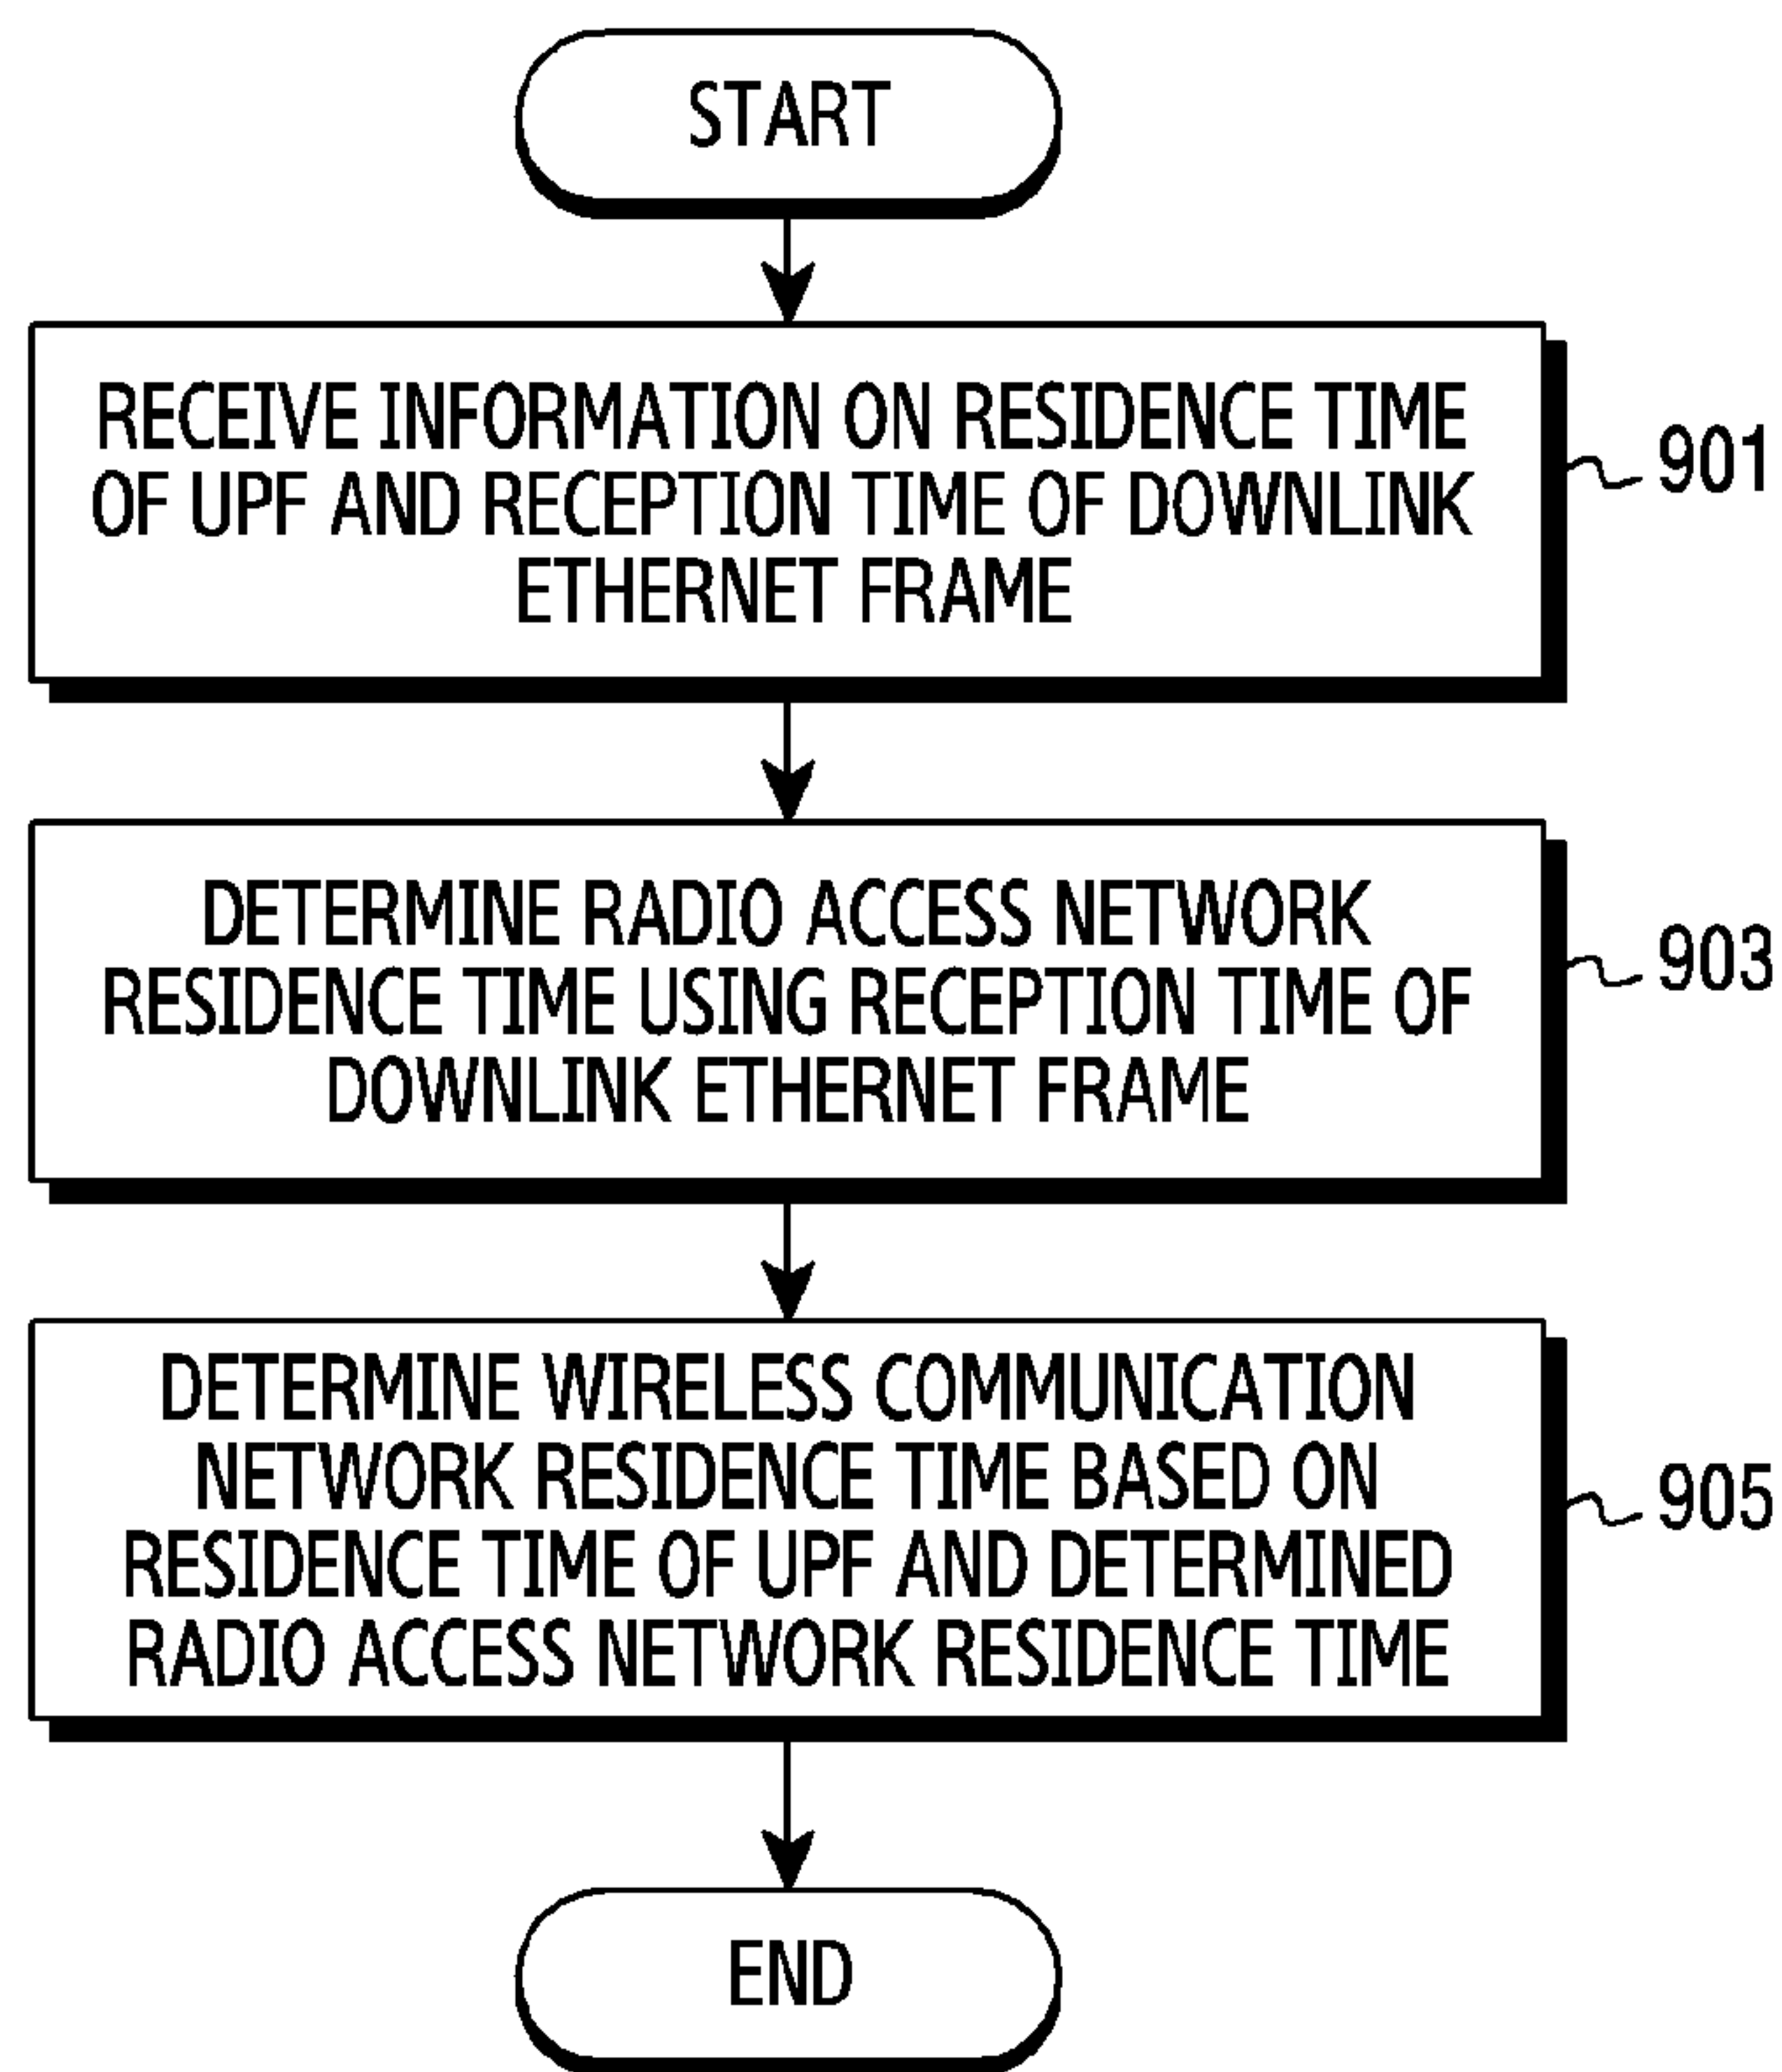 START
RECEIVE INFORMATION ON RESIDENCE TIME
OF UPF AND RECEPTION TIME OF DOWNLINK
ETHERNET FRAME
901
DETERMINE RADIO ACCESS NETWORK
RESIDENCE TIME USING RECEPTION TIME OF
DOWNLINK ETHERNET FRAME
903
DETERMINE WIRELESS COMMUNICATION
NETWORK RESIDENCE TIME BASED ON
RESIDENCE TIME OF UPF AND DETERMINED
RADIO ACCESS NETWORK RESIDENCE TIME
905
END